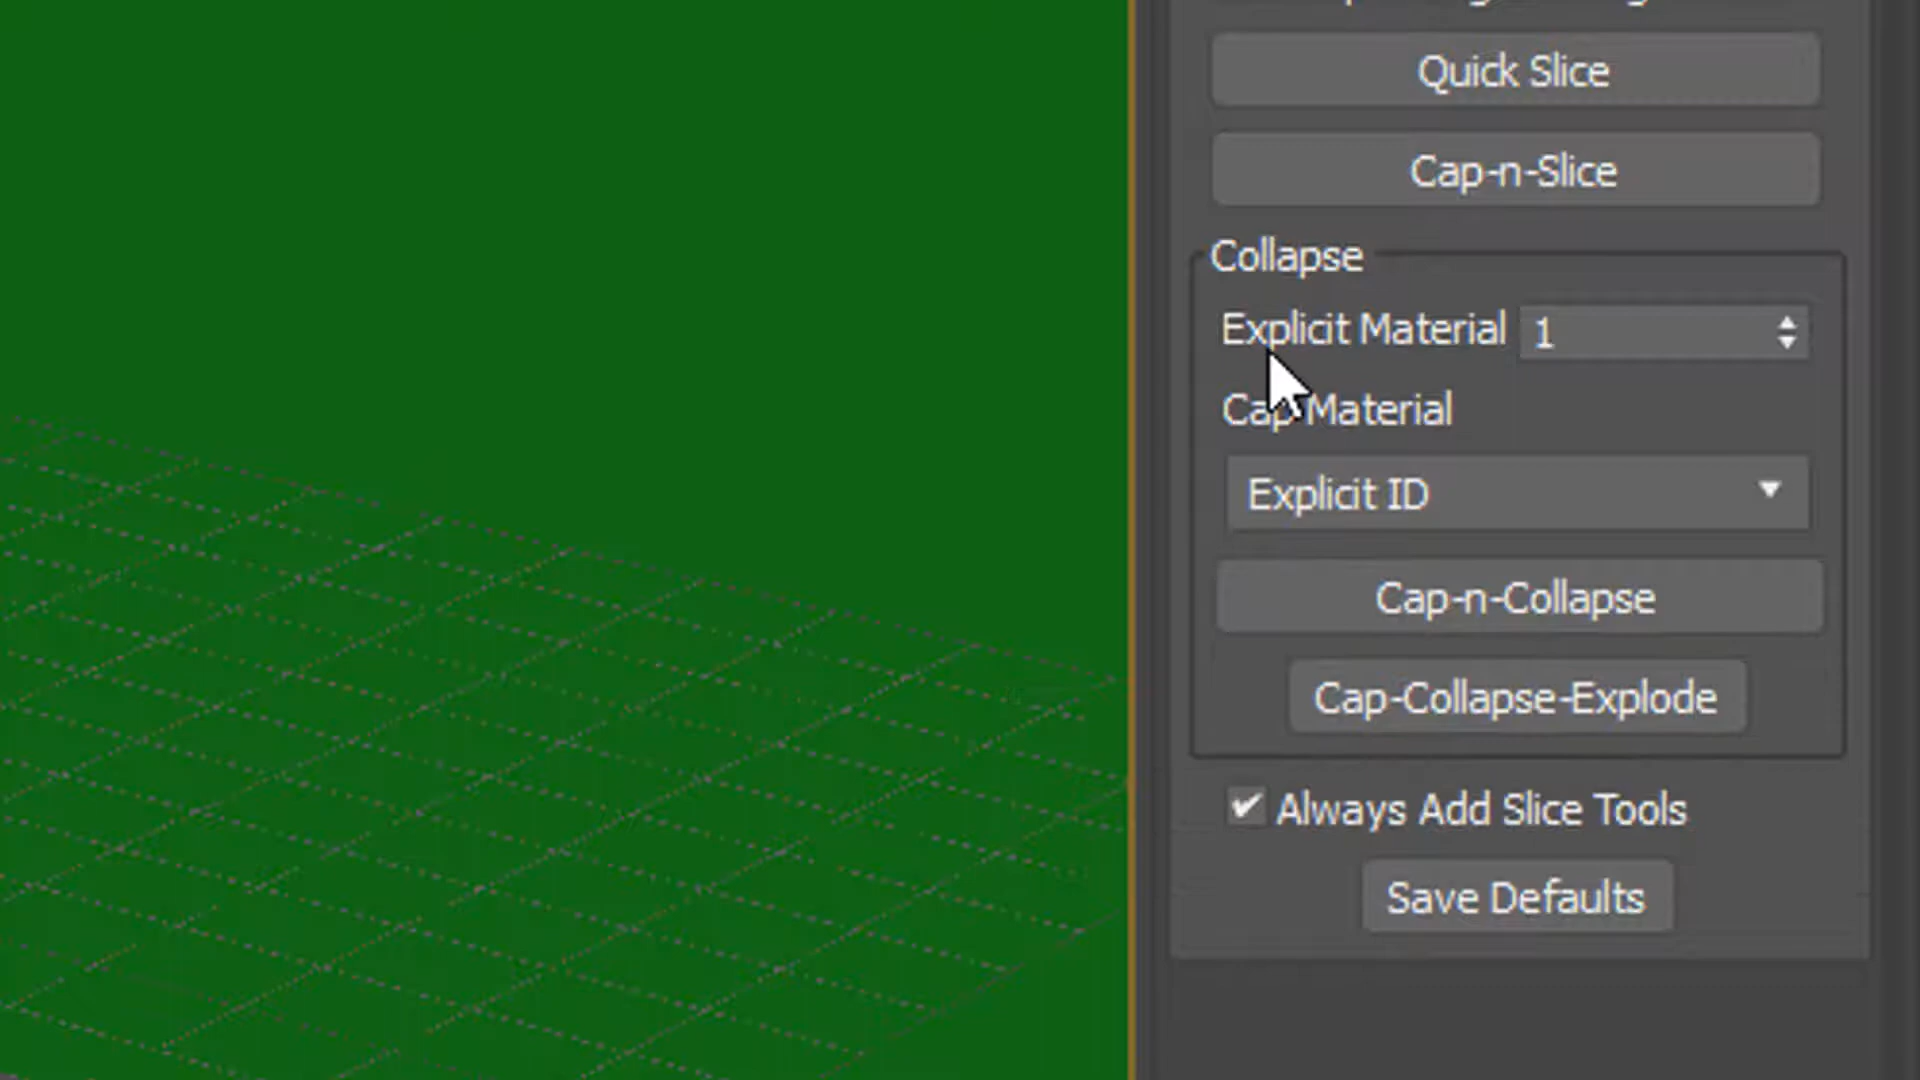 Quick Slice
Cap-n-Slice
Collapse
Explicit Material 1
Cap Material
Explicit ID
Cap-n-Collapse
Cap-Collapse-Explode
Always Add Slice Tools
Save Defaults